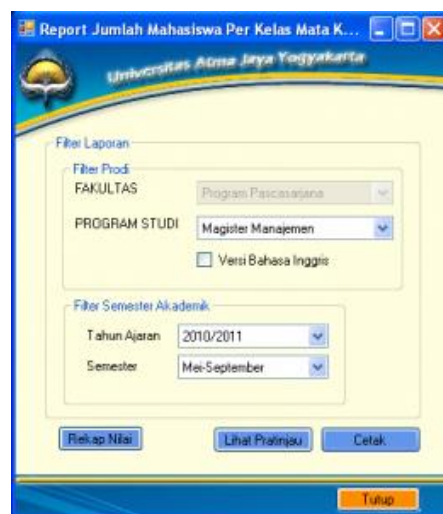 Report Jumlah Mahasiswa Per Kelas Mata K...
Universitas Atma Jaya Yogyakarta
Filter Laporan
Filter Prodi
FAKULTAS Program Pascasarjana
PROGRAM STUDI Magister Manajemen
Versi Bahasa Inggris
Filter Semester Akademik
Tahun Ajaran 2010/2011
Semester Mei-September
Rekap Nilai Lihat Pratinjau Cetak
Tutup